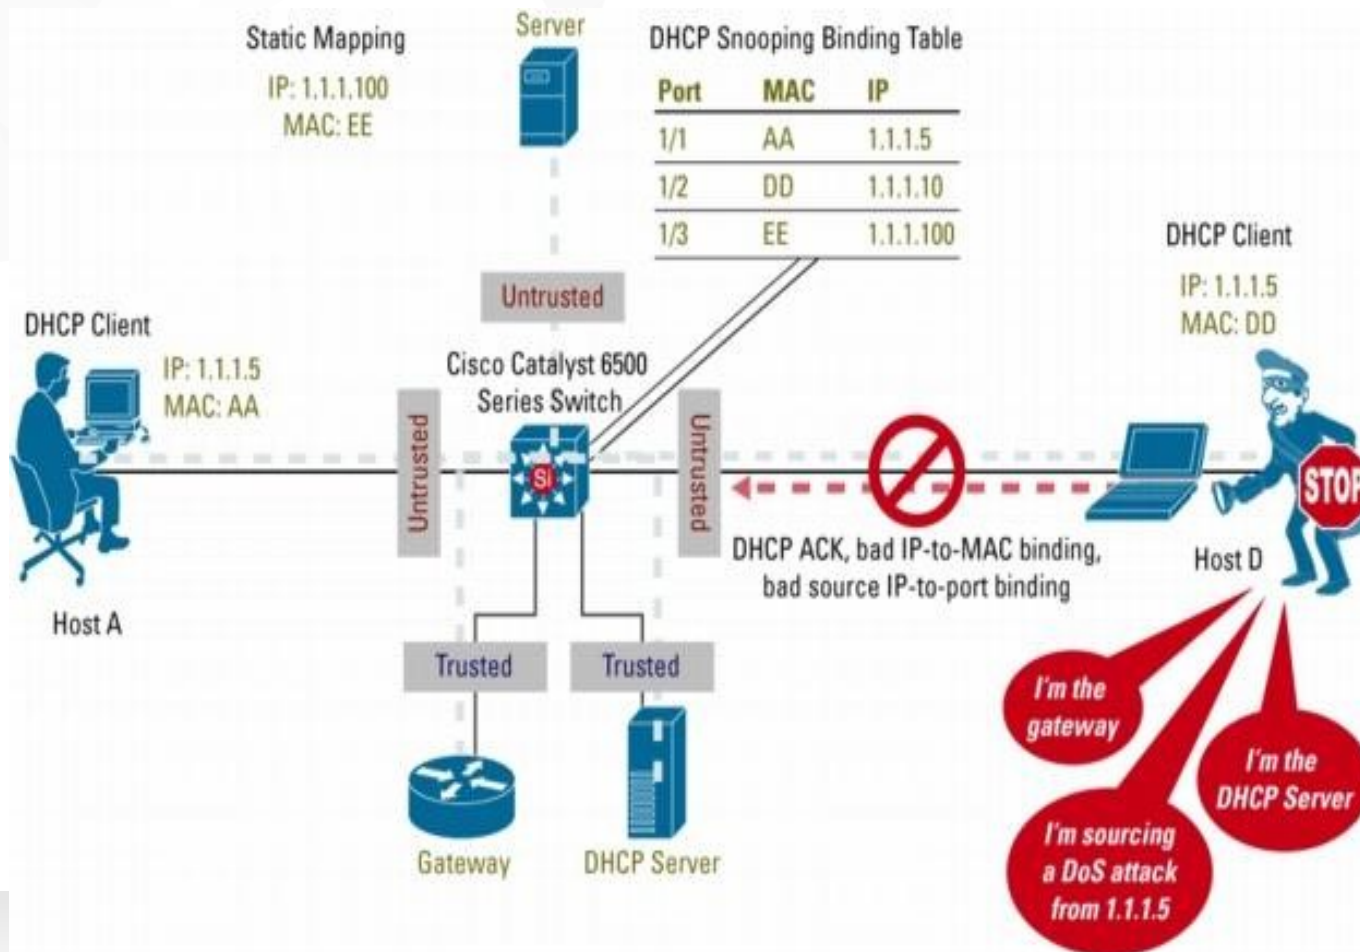 Static Mapping
IP: 1.1.1.100
MAC: EE
Server
DHCP Snooping Binding Table
Port MAC IP
1/1 AA 1.1.1.5
1/2 DD 1.1.1.10
1/3 EE 1.1.1.100
DHCP Client
IP: 1.1.1.5
MAC: DD
Untrusted
DHCP Client
IP: 1.1.1.5
MAC: AA
Cisco Catalyst 6500
Series Switch
Untrusted
Untrusted
Si
STOP
DHCP ACK, bad IP-to-MAC binding,
bad source IP-to-port binding
Host D
Host A
Trusted
Trusted
I'm the
gateway
I'm the
DHCP Server
I'm sourcing
a DoS attack
from 1.1.1.5
Gateway
DHCP Server